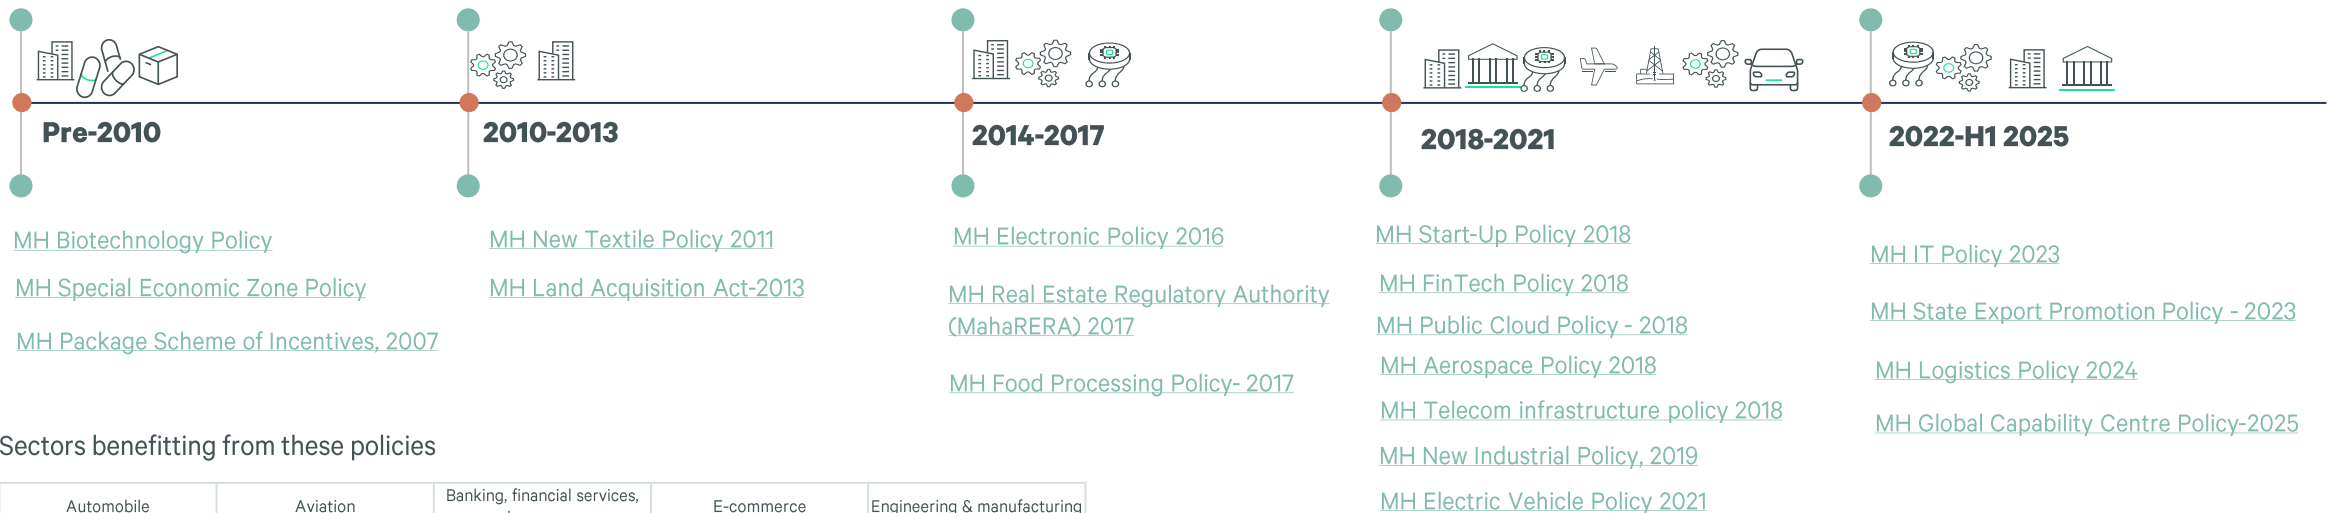 Pre-2010
2010-2013
2014-2017
2018-2021
2022-H1 2025
MH Biotechnology Policy
MH Special Economic Zone Policy
MH Package Scheme of Incentives, 2007
MH New Textile Policy 2011
MH Land Acquisition Act-2013
MH Electronic Policy 2016
MH Real Estate Regulatory Authority
(MahaRERA) 2017
MH Food Processing Policy- 2017
MH Start-Up Policy 2018
MH FinTech Policy 2018
MH Public Cloud Policy - 2018
MH Aerospace Policy 2018
MH Telecom infrastructure policy 2018
MH New Industrial Policy, 2019
MH Electric Vehicle Policy 2021
MH IT Policy 2023
MH State Export Promotion Policy - 2023
MH Logistics Policy 2024
MH Global Capability Centre Policy-2025
Sectors benefitting from these policies
Automobile
Aviation
Banking, financial services,
E-commerce
Engineering & manufacturing